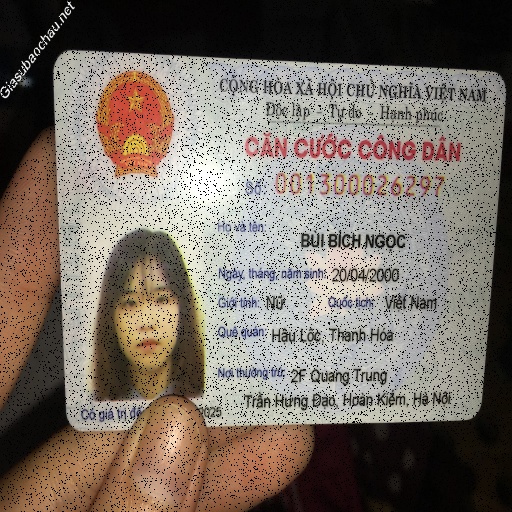 Giasubaochau.net
CỘNG HÒA XÃ HỘI CHỦ NGHĨA VIỆT NAM
Độc lập _ Tự do _ Hạnh phúc
CĂN CƯỚC CÔNG DÂN
Số: 001300026297
Họ và tên:
BÙI BÍCH NGỌC
Ngày, tháng, năm sinh: 20/04/2000
Giới tính: Nữ Quốc tịch: Việt Nam
Quê quán: Hậu Lộc, Thanh Hóa
Nơi thường trú: 2F Quang Trung
Trần Hưng Đạo, Hoàn Kiếm, Hà Nội
Có giá trị đến 2025